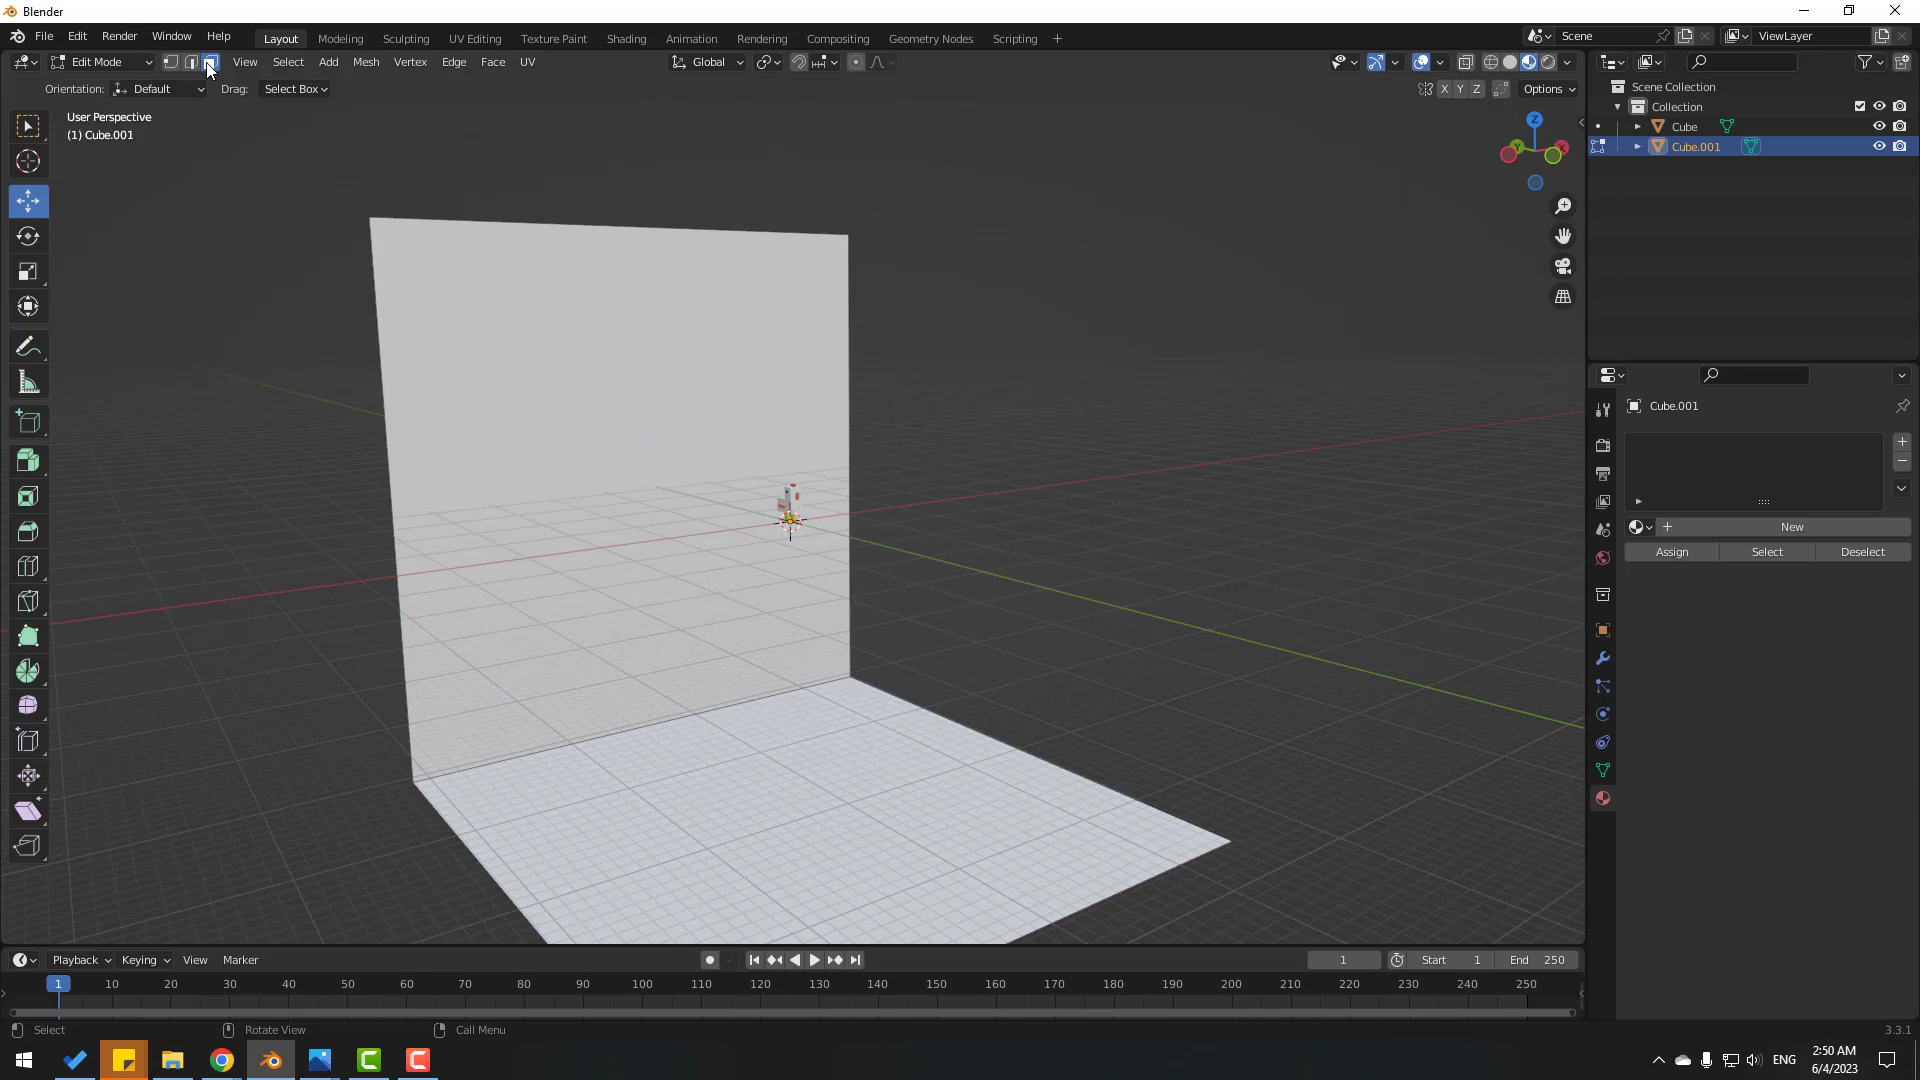 Blender
File Edit Render Window Help Layout Modeling Sculpting UV Editing Texture Paint Shading Animation Rendering Compositing Geometry Nodes Scripting + Scene ViewLayer
Edit Mode View Select Add Mesh Vertex Edge Face UV Global
Orientation: Default Drag: Select Box X Y Z Options
User Perspective
(1) Cube.001
Z
Y
X
Scene Collection
Collection
Cube
Cube.001
Cube.001
New
Assign Select Deselect
Playback Keying View Marker 1 Start 1 End 250
1 10 20 30 40 50 60 70 80 90 100 110 120 130 140 150 160 170 180 190 200 210 220 230 240 250
Select Rotate View Call Menu 3.3.1
ENG 2:50 AM
6/4/2023